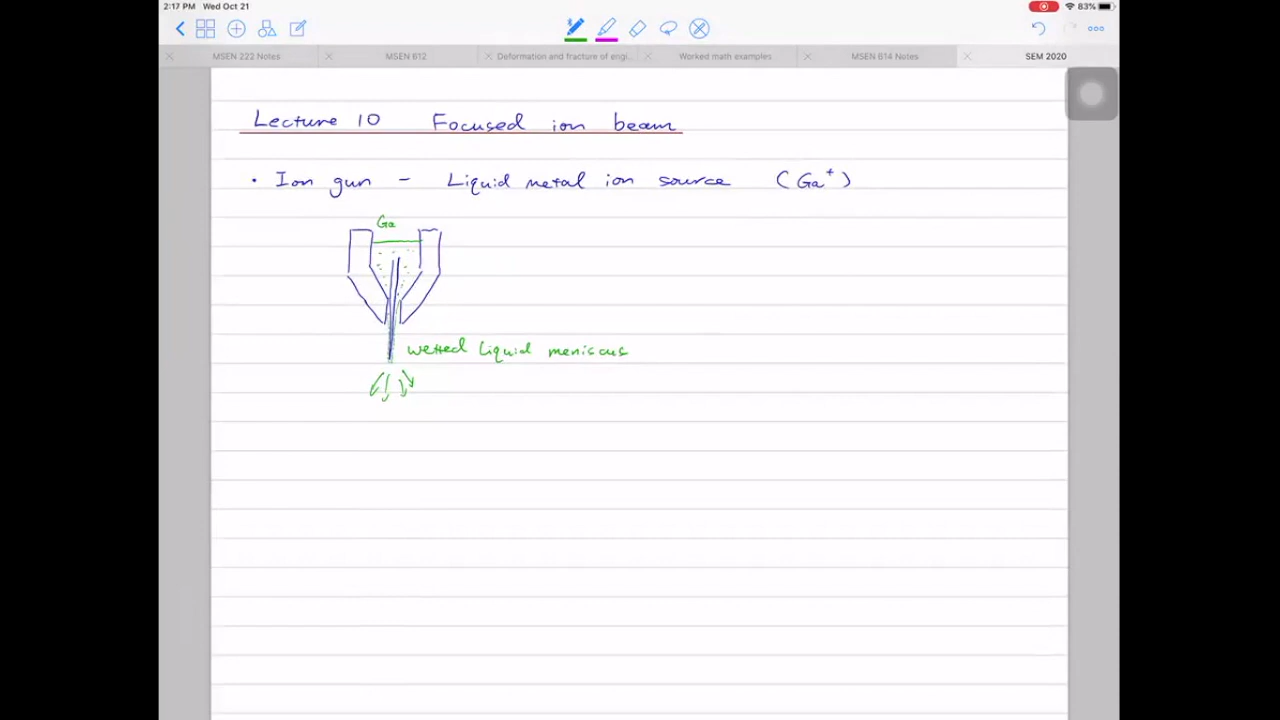 2:17 PM Wed Oct 21
83%
MSEN 222 Notes
MSEN 612
Deformation and fracture of engi...
Worked math examples
MSEN 614 Notes
SEM 2020
Lecture 10 Focused ion beam
• Ion gun – Liquid metal ion source (Ga⁺)
Ga
wetted liquid meniscus